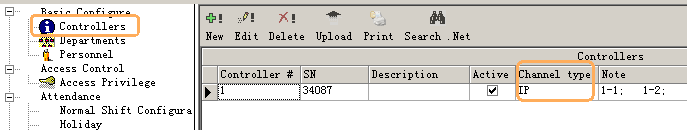 Basic Configure
Controllers
Departments
Personnel
Access Control
Access Privilege
Attendance
Normal Shift Configura
Holiday
New Edit Delete Upload Print Search .Net
Controllers
Controller # SN Description Active Channel type Note
1 34087 IP 1-1; 1-2;